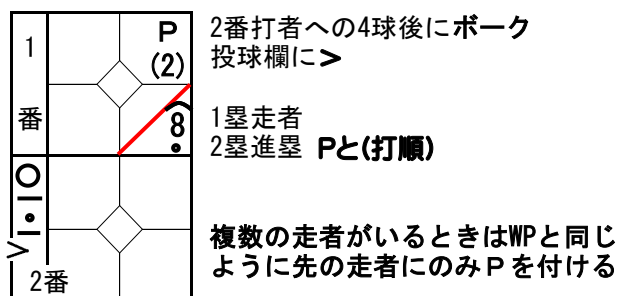 1
番
P
(2)
8
2番打者への4球後にボーク
投球欄に>
1塁走者
2塁進塁 Pと(打順)
○
ー
●
ー
>
2番
複数の走者がいるときはWPと同じ
ように先の走者にのみPを付ける